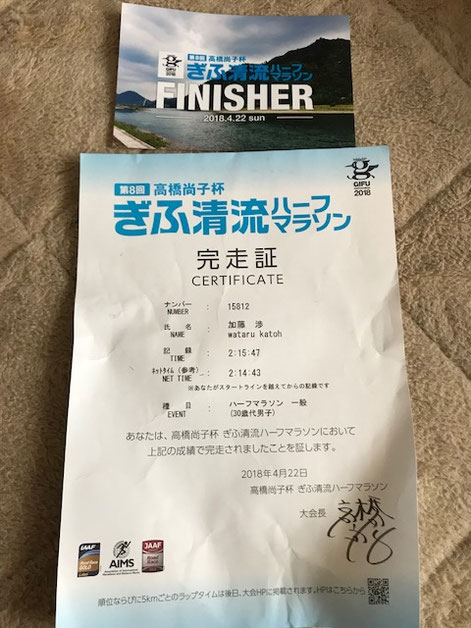 第8回 高橋尚子杯
ぎふ清流ハーフマラソン
FINISHER
2018.4.22 sun
第8回 高橋尚子杯
ぎふ清流ハーフマラソン
GIFU
2018
完走証
CERTIFICATE
ナンバー : 15812
NUMBER
氏 名 : 加藤 渉
NAME wataru katoh
記 録 : 2:15:47
TIME
ネットタイム(参考) : 2:14:43
NET TIME
※あなたがスタートラインを越えてからの記録です
種 目 : ハーフマラソン 一般
EVENT (30歳代男子)
あなたは、高橋尚子杯 ぎふ清流ハーフマラソンにおいて
上記の成績で完走されましたことを証します。
2018年4月22日
高橋尚子杯 ぎふ清流ハーフマラソン
大会長
IAAF
AIMS
JAAF
順位ならびに5kmごとのラップタイムは後日、大会HPに掲載されます。HPはこちらから